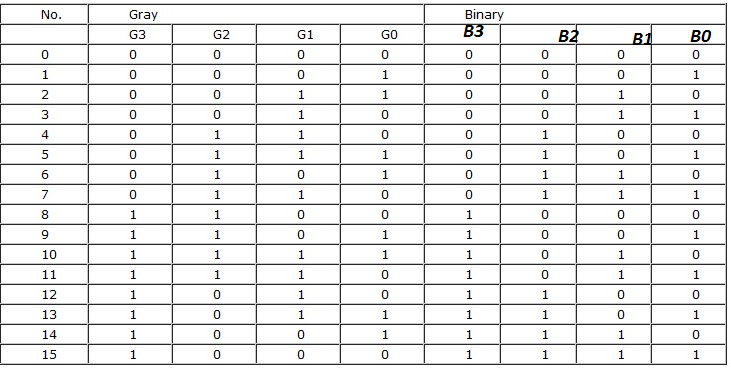 No. Gray Binary
G3 G2 G1 G0 B3 B2 B1 B0
0 0 0 0 0 0 0 0 0
1 0 0 0 1 0 0 0 1
2 0 0 1 1 0 0 1 0
3 0 0 1 0 0 0 1 1
4 0 1 1 0 0 1 0 0
5 0 1 1 1 0 1 0 1
6 0 1 0 1 0 1 1 0
7 0 1 1 0 0 1 1 1
8 1 1 0 0 1 0 0 0
9 1 1 0 1 1 0 0 1
10 1 1 1 1 1 0 1 0
11 1 1 1 0 1 0 1 1
12 1 0 1 0 1 1 0 0
13 1 0 1 1 1 1 0 1
14 1 0 0 1 1 1 1 0
15 1 0 0 0 1 1 1 1